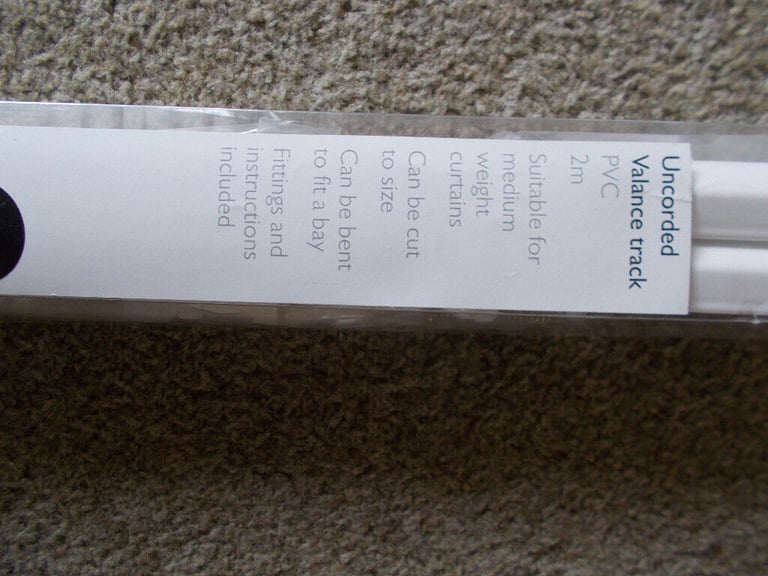 Uncorded
Valance track
PVC
2m
Suitable for
medium
weight
curtains
Can be cut
to size
Can be bent
to fit a bay
Fittings and
instructions
included